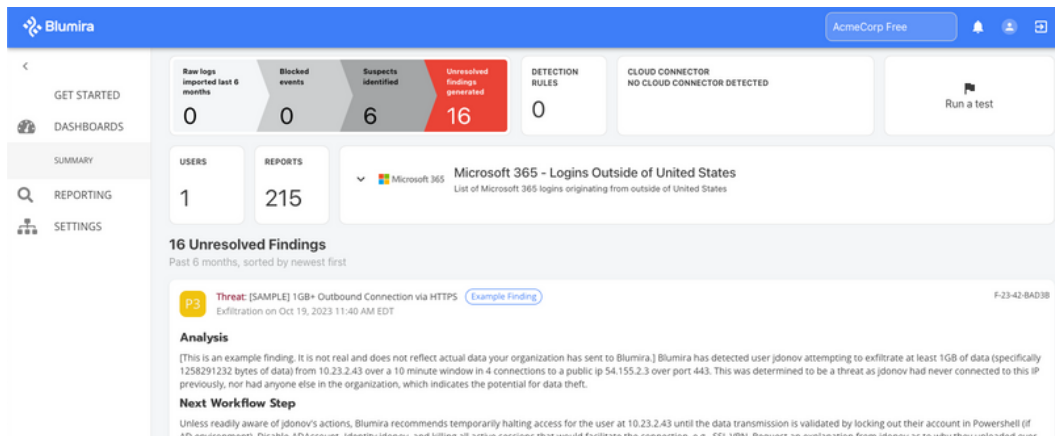 Blumira
AcmeCorp Free
GET STARTED
DASHBOARDS
SUMMARY
REPORTING
SETTINGS
Raw logs
imported last 6
months
0
Blocked
events
0
Suspects
identified
6
Unresolved
findings
generated
16
DETECTION
RULES
0
CLOUD CONNECTOR
NO CLOUD CONNECTOR DETECTED
Run a test
USERS
1
REPORTS
215
Microsoft 365
Microsoft 365 - Logins Outside of United States
List of Microsoft 365 logins originating from outside of United States
16 Unresolved Findings
Past 6 months, sorted by newest first
P3
Threat: [SAMPLE] 1GB+ Outbound Connection via HTTPS Example Finding
F-23-42-BAD3B
Exfiltration on Oct 19, 2023 11:40 AM EDT
Analysis
[This is an example finding. It is not real and does not reflect actual data your organization has sent to Blumira.] Blumira has detected user jdonov attempting to exfiltrate at least 1GB of data (specifically
1258291232 bytes of data) from 10.23.2.43 over a 10 minute window in 4 connections to a public ip 54.155.2.3 over port 443. This was determined to be a threat as jdonov had never connected to this IP
previously, nor had anyone else in the organization, which indicates the potential for data theft.
Next Workflow Step
Unless readily aware of jdonov's actions, Blumira recommends temporarily halting access for the user at 10.23.2.43 until the data transmission is validated by locking out their account in Powershell (if